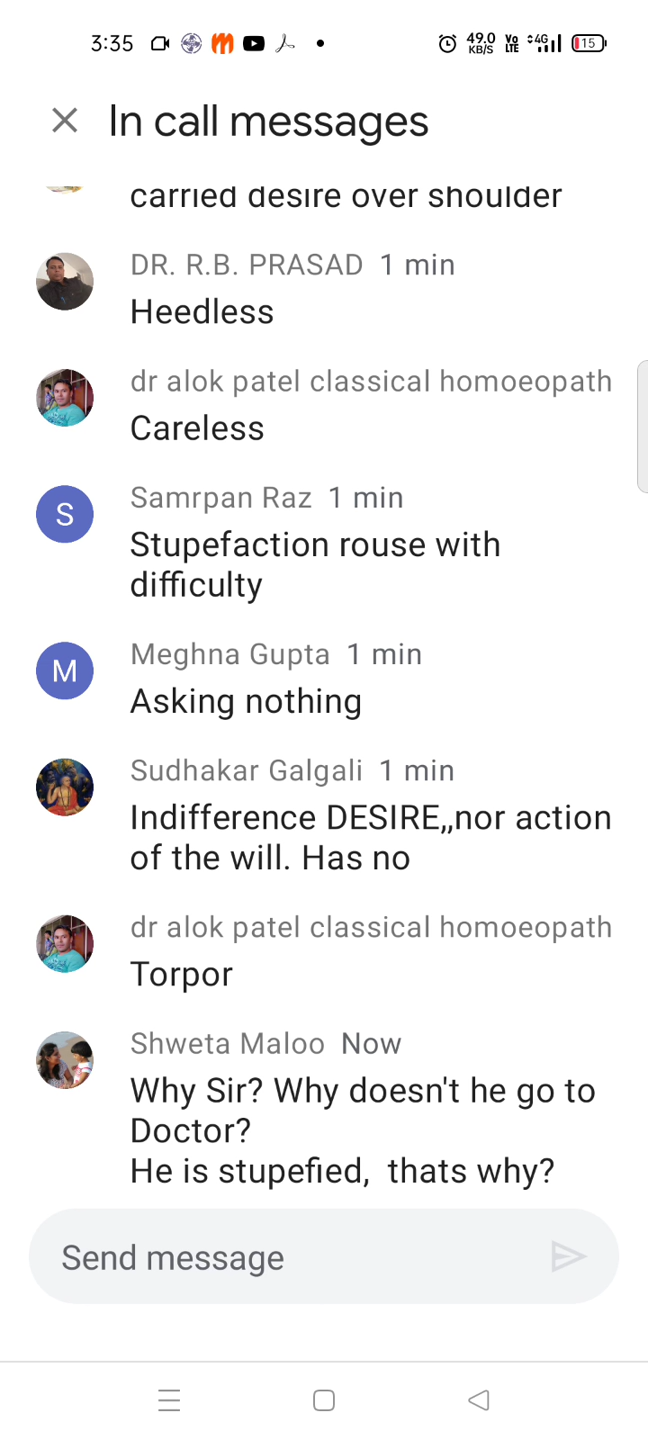 3:35
49.0
KB/S
Vo
LTE
4G
15
In call messages
carried desire over shoulder
DR. R.B. PRASAD 1 min
Heedless
dr alok patel classical homoeopath
Careless
S
Samrpan Raz 1 min
Stupefaction rouse with
difficulty
M
Meghna Gupta 1 min
Asking nothing
Sudhakar Galgali 1 min
Indifference DESIRE,,nor action
of the will. Has no
dr alok patel classical homoeopath
Torpor
Shweta Maloo Now
Why Sir? Why doesn't he go to
Doctor?
He is stupefied,  thats why?
Send message